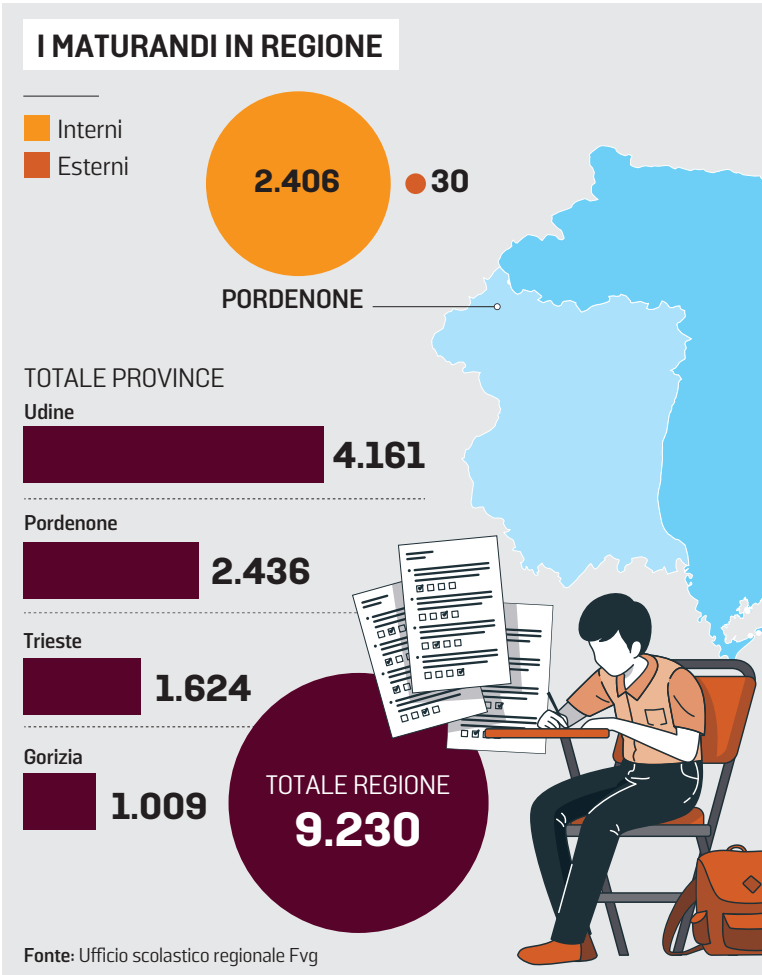 I MATURANDI IN REGIONE
Interni
Esterni
2.406
30
PORDENONE
TOTALE PROVINCE
Udine
4.161
Pordenone
2.436
Trieste
1.624
Gorizia
1.009
TOTALE REGIONE
9.230
Fonte: Ufficio scolastico regionale Fvg